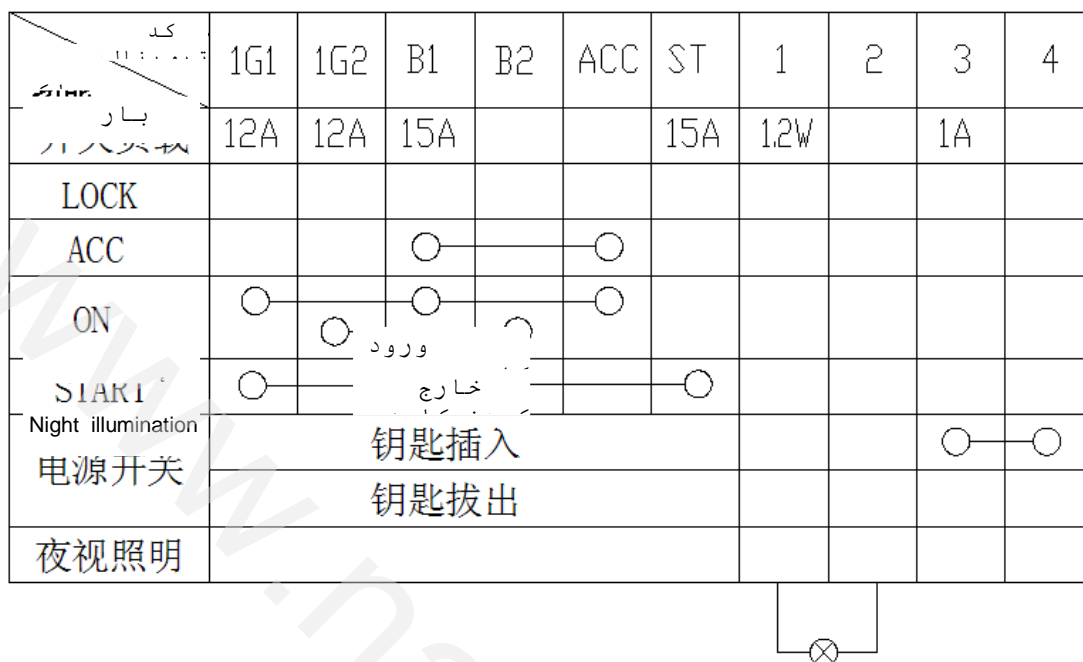 کد
1G1 1G2 B1 B2 ACC ST 1 2 3 4
بار
12A 12A 15A 15A 1.2W 1A
LOCK
ACC
ON
ورود
START
خارج
Night illumination
钥匙插入
电源开关
钥匙拔出
夜视照明